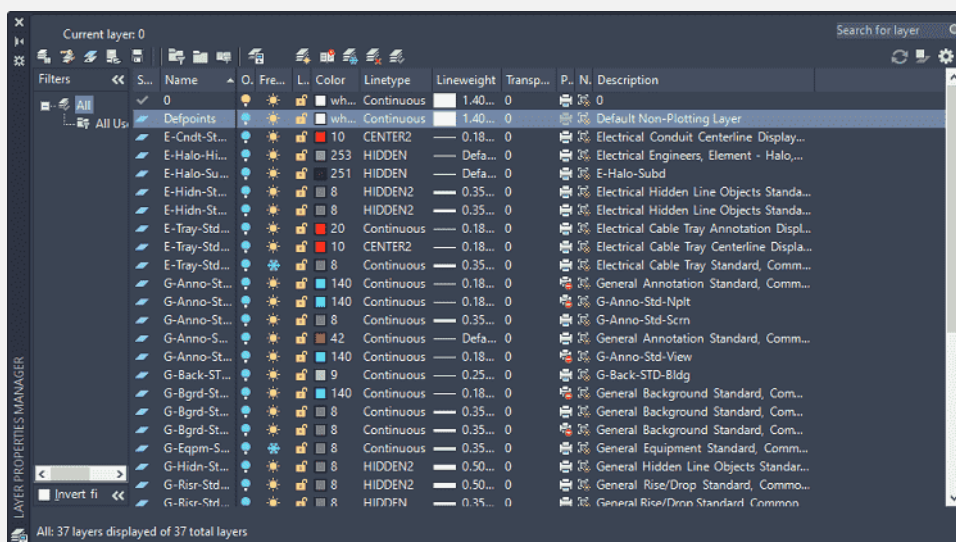 Current layer: 0
Search for layer
Filters
S... Name O. Fre... L.. Color Linetype Lineweight Transp... P.. N. Description
All
All Us
0 wh... Continuous 1.40... 0 0
Defpoints wh... Continuous 1.40... 0 Default Non-Plotting Layer
E-Cndt-St... 10 CENTER2 0.18... 0 Electrical Conduit Centerline Display...
E-Halo-Hi... 253 HIDDEN Defa... 0 Electrical Engineers, Element - Halo,...
E-Halo-Su... 251 HIDDEN Defa... 0 E-Halo-Subd
E-Hidn-St... 8 HIDDEN2 0.35... 0 Electrical Hidden Line Objects Standa...
E-Hidn-St... 8 HIDDEN2 0.35... 0 Electrical Hidden Line Objects Standa...
E-Tray-Std... 20 Continuous 0.18... 0 Electrical Cable Tray Annotation Displ...
E-Tray-Std... 10 CENTER2 0.18... 0 Electrical Cable Tray Centerline Displa...
E-Tray-Std... 8 Continuous 0.35... 0 Electrical Cable Tray Standard, Comm...
G-Anno-St... 140 Continuous 0.18... 0 General Annotation Standard, Comm...
G-Anno-St... 140 Continuous 0.18... 0 G-Anno-Std-Nplt
G-Anno-St... 8 Continuous 0.35... 0 G-Anno-Std-Scrn
G-Anno-S... 42 Continuous Defa... 0 General Annotation Standard, Comm...
G-Anno-St... 140 Continuous 0.18... 0 G-Anno-Std-View
G-Back-ST... 9 Continuous 0.25... 0 G-Back-STD-Bldg
G-Bgrd-St... 140 Continuous 0.18... 0 General Background Standard, Com...
G-Bgrd-St... 8 Continuous 0.35... 0 General Background Standard, Com...
G-Bgrd-St... 8 Continuous 0.35... 0 General Background Standard, Com...
G-Eqpm-S... 8 Continuous 0.35... 0 General Equipment Standard, Comm...
G-Hidn-St... 8 HIDDEN2 0.50... 0 General Hidden Line Objects Standar...
G-Risr-Std... 8 HIDDEN2 0.50... 0 General Rise/Drop Standard, Commo...
G-Risr-Std... 8 HIDDEN 0.35... 0 General Rise/Drop Standard Common
Invert fi
LAYER PROPERTIES MANAGER
All: 37 layers displayed of 37 total layers